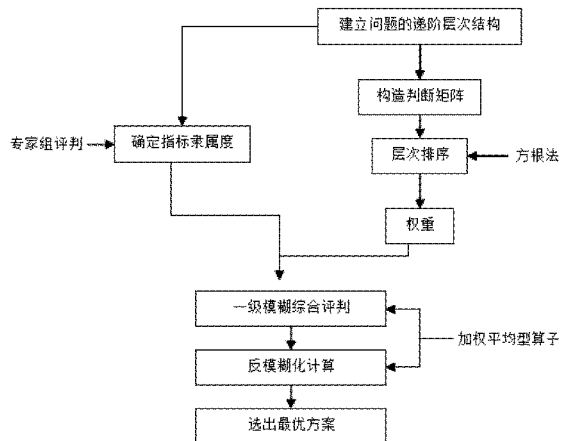 建立问题的递阶层次结构
构造判断矩阵
专家组评判
确定指标隶属度
层次排序
方根法
权重
一级模糊综合评判
加权平均型算子
反模糊化计算
选出最优方案